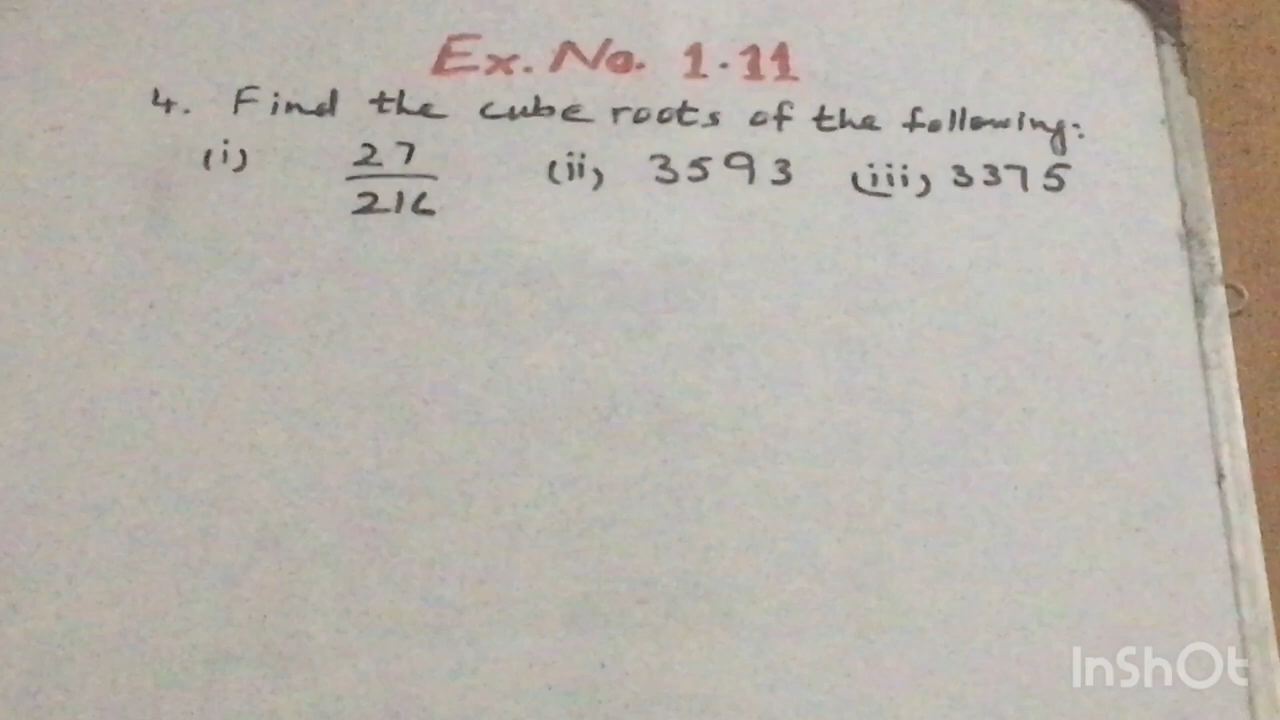 Ex. No. 1.11
4. Find the cube roots of the following:
(i) 27/216 (ii) 3593 (iii) 3375
InShOt